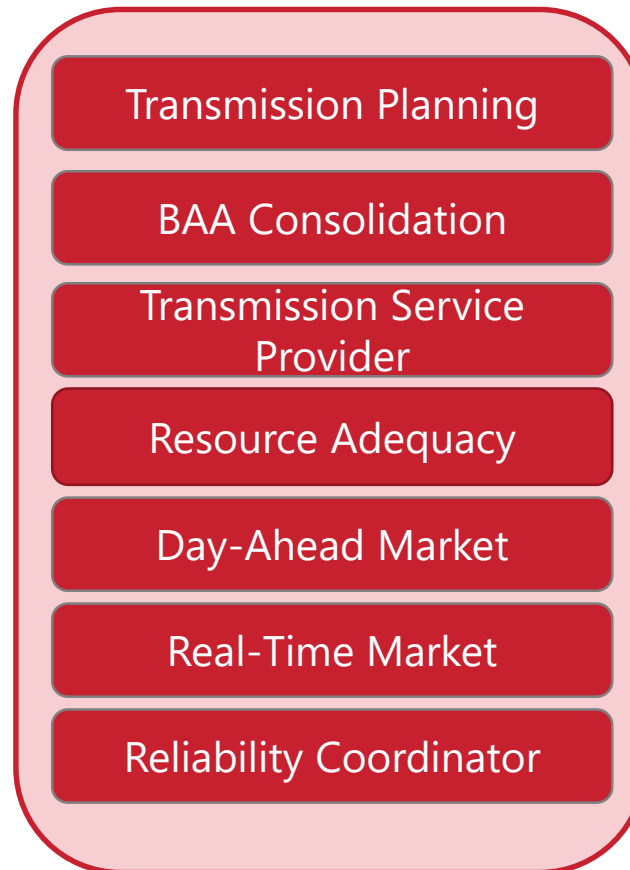 Transmission Planning
BAA Consolidation
Transmission Service
Provider
Resource Adequacy
Day-Ahead Market
Real-Time Market
Reliability Coordinator